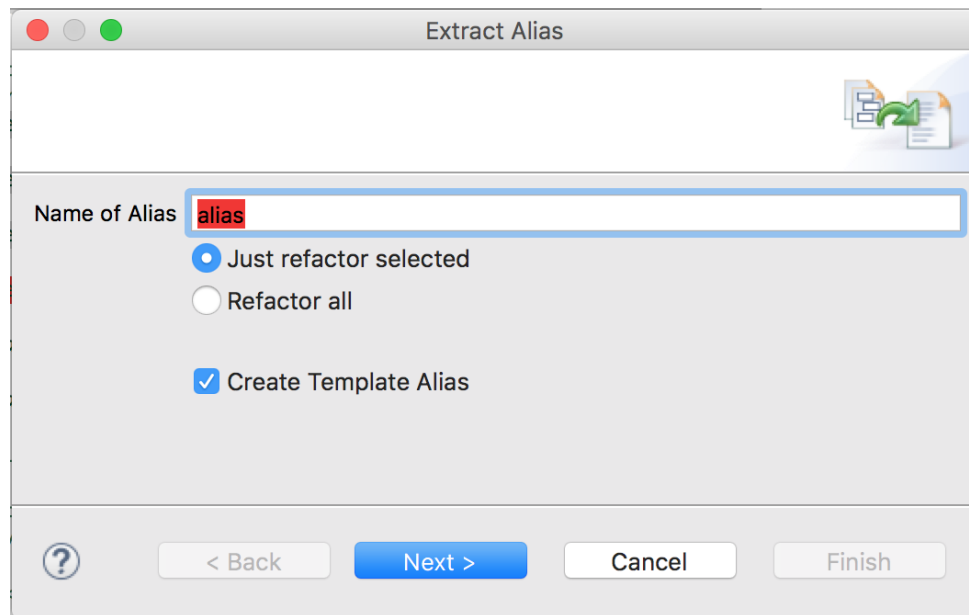 Extract Alias
Name of Alias alias
Just refactor selected
Refactor all
Create Template Alias
? < Back Next > Cancel Finish